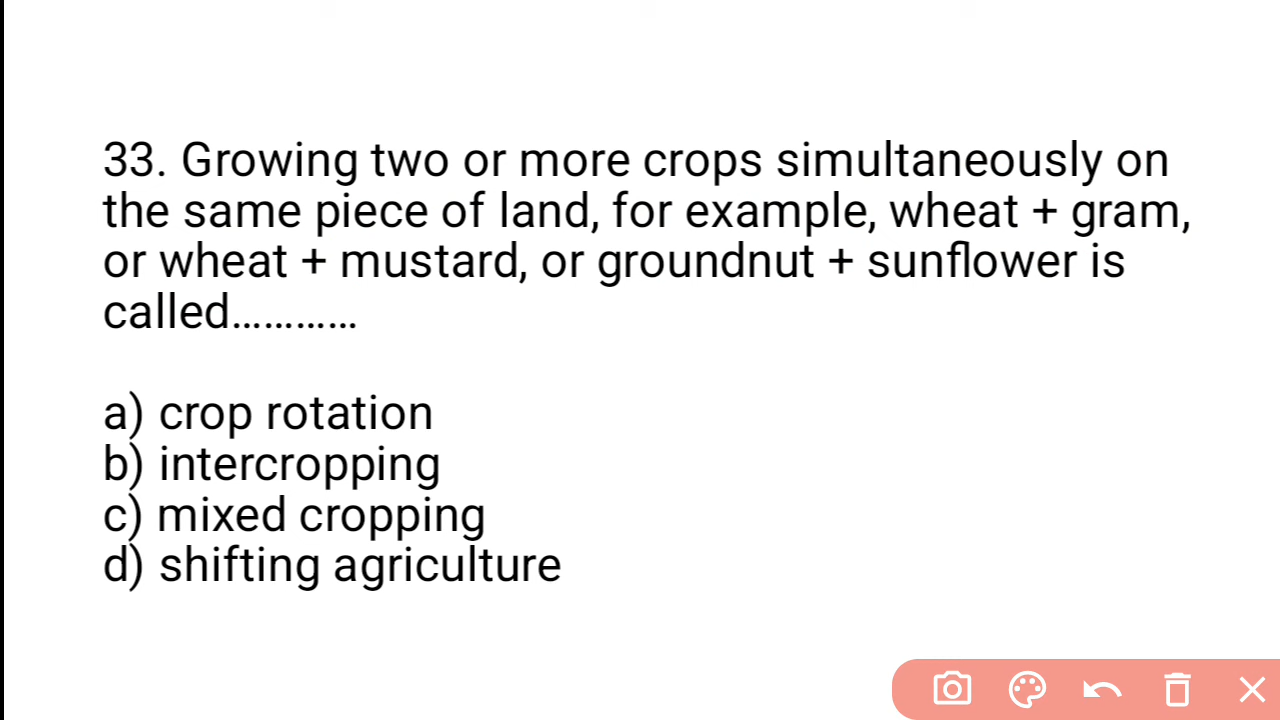 33. Growing two or more crops simultaneously on
the same piece of land, for example, wheat + gram,
or wheat + mustard, or groundnut + sunflower is
called............
a) crop rotation
b) intercropping
c) mixed cropping
d) shifting agriculture